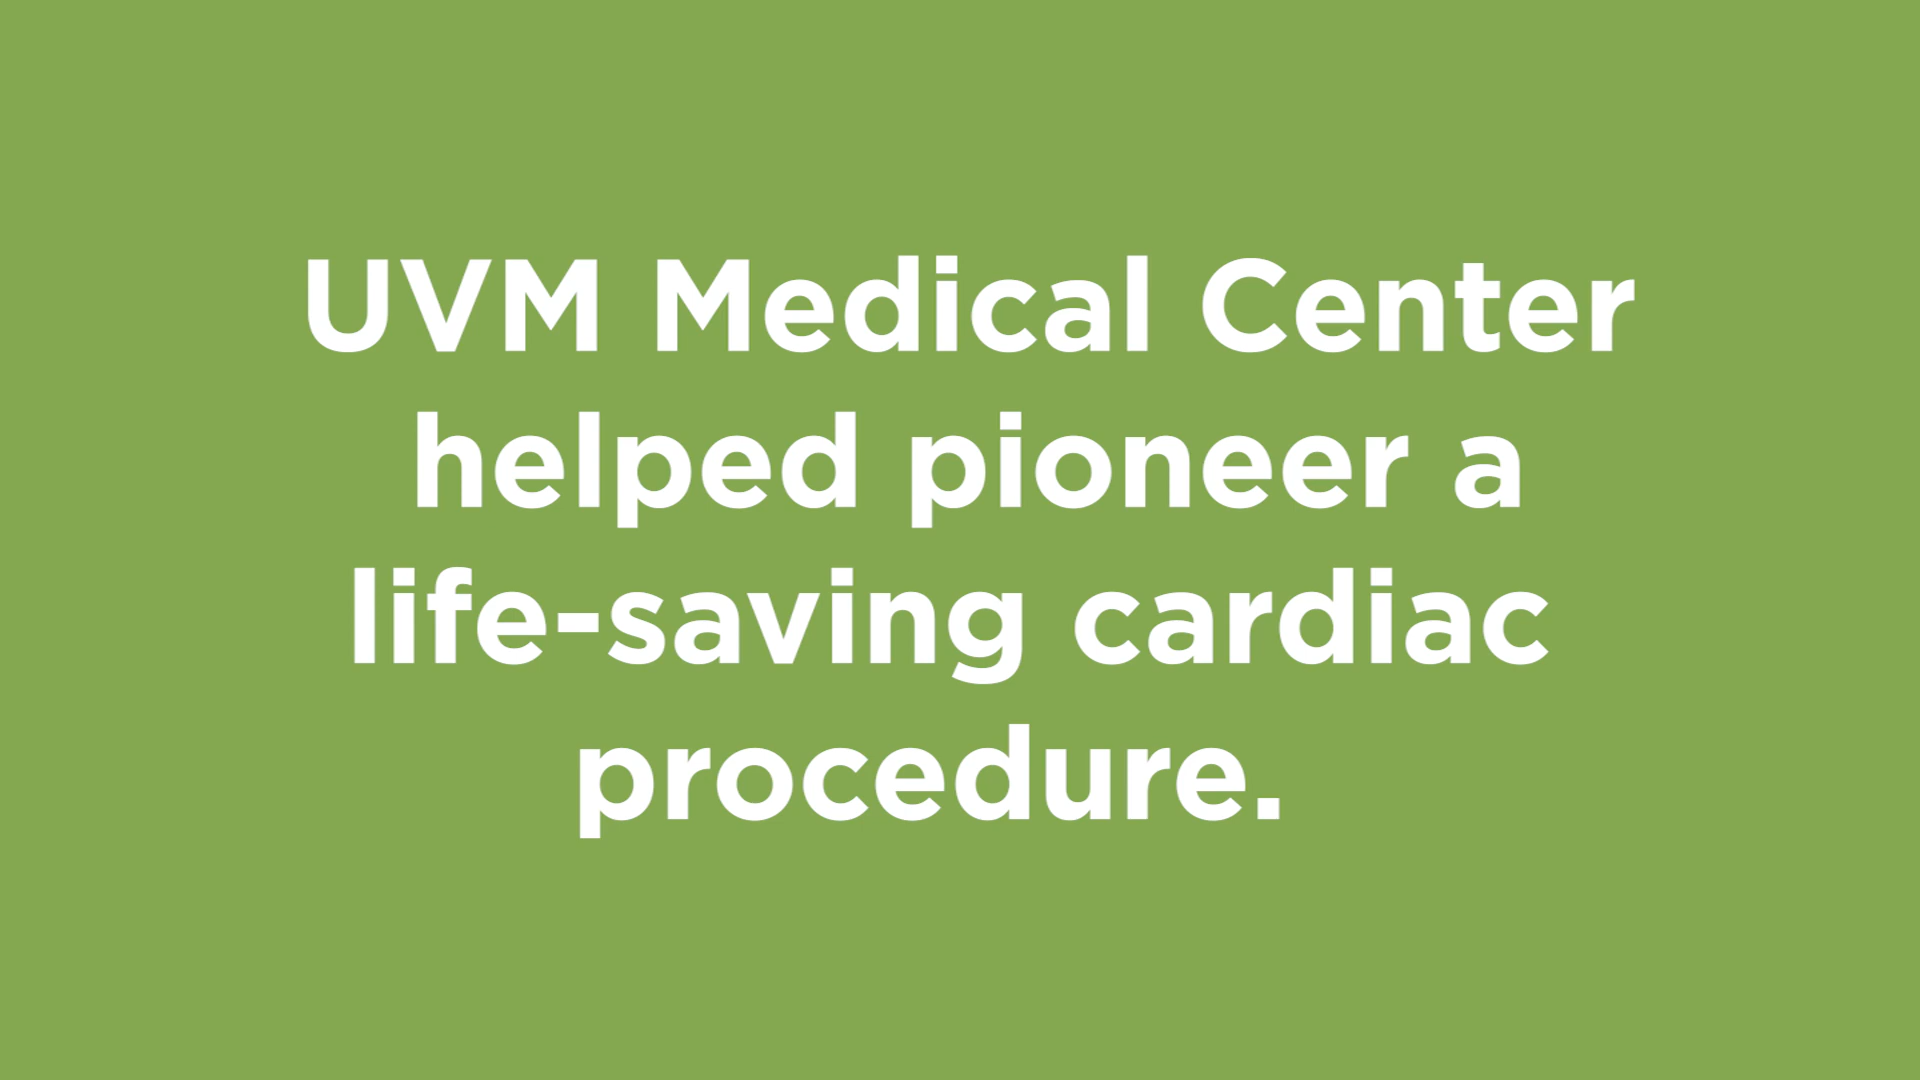 UVM Medical Center
helped pioneer a
life-saving cardiac
procedure.